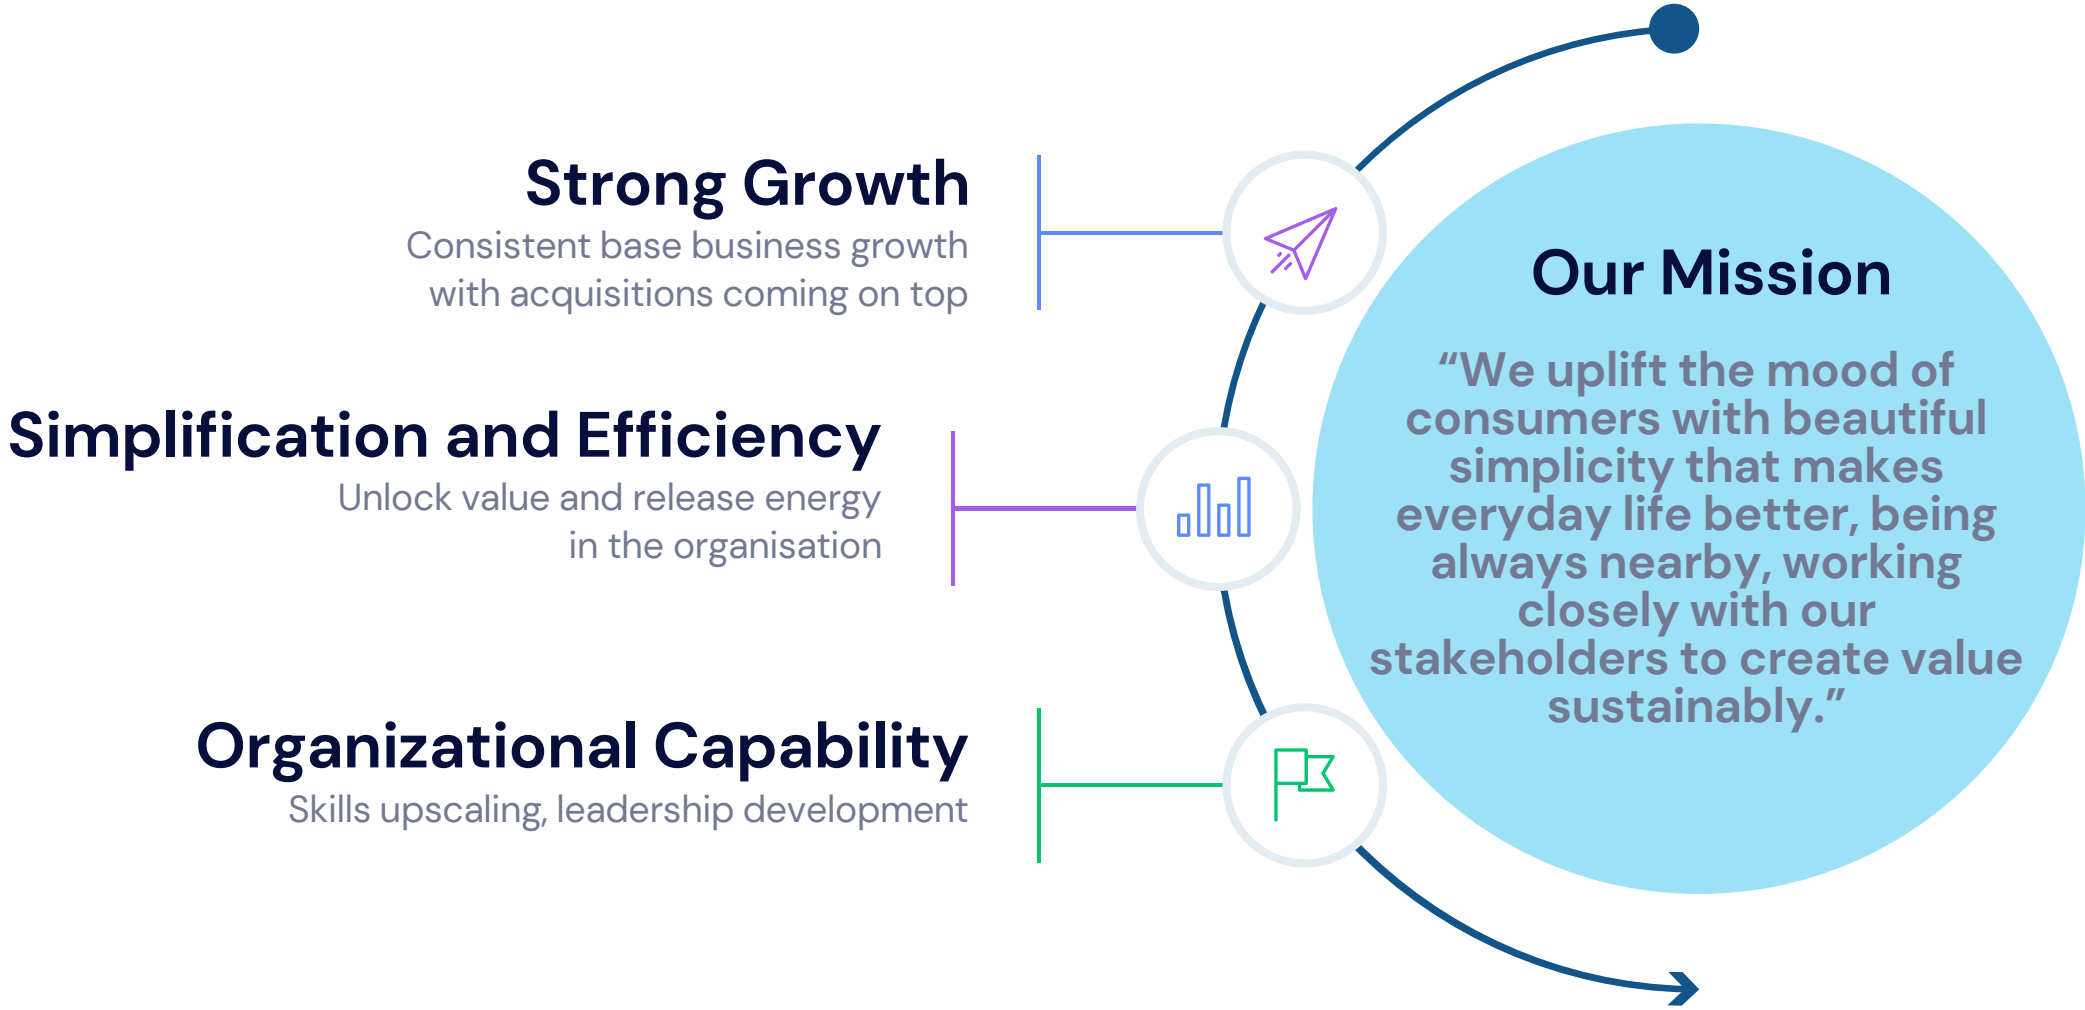 Strong Growth
Consistent base business growth
with acquisitions coming on top
Simplification and Efficiency
Unlock value and release energy
in the organisation
Organizational Capability
Skills upscaling, leadership development
Our Mission
“We uplift the mood of
consumers with beautiful
simplicity that makes
everyday life better, being
always nearby, working
closely with our
stakeholders to create value
sustainably.”